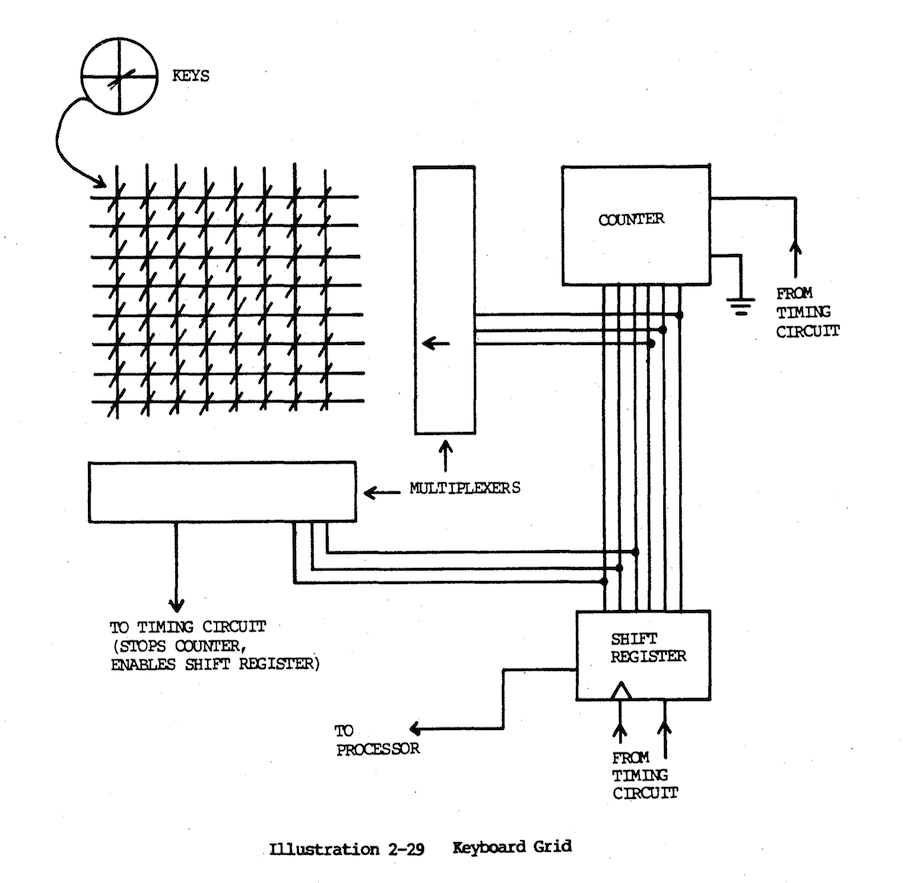 KEYS
COUNTER
FROM
TIMING
CIRCUIT
MULTIPLEXERS
TO TIMING CIRCUIT
(STOPS COUNTER,
ENABLES SHIFT REGISTER)
SHIFT
REGISTER
TO
PROCESSOR
FROM
TIMING
CIRCUIT
Illustration 2-29 Keyboard Grid